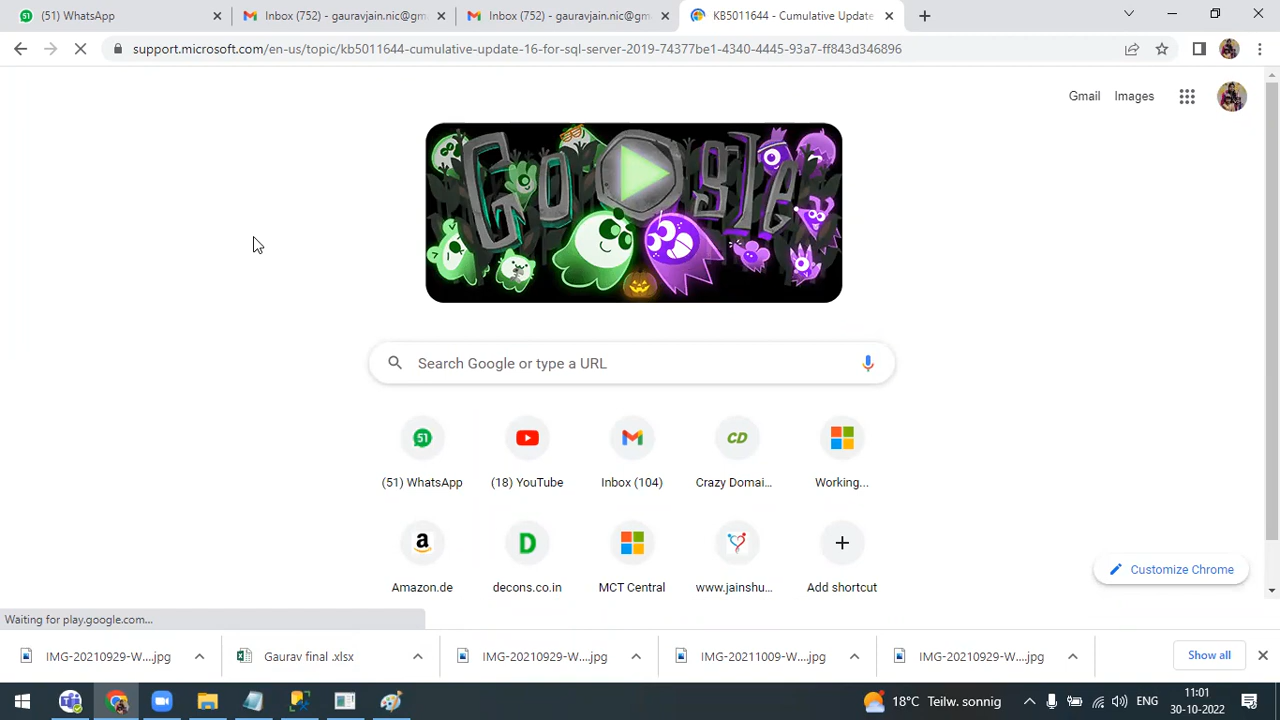 (51) WhatsApp
Inbox (752) - gauravjain.nic@gm
Inbox (752) - gauravjain.nic@gm
KB5011644 - Cumulative Update
support.microsoft.com/en-us/topic/kb5011644-cumulative-update-16-for-sql-server-2019-74377be1-4340-4445-93a7-ff843d346896
Gmail Images
Google
Search Google or type a URL
51
CD
(51) WhatsApp
(18) YouTube
Inbox (104)
Crazy Domai...
Working...
a
D
Amazon.de
decons.co.in
MCT Central
www.jainshu...
Add shortcut
Customize Chrome
Waiting for play.google.com...
IMG-20210929-W....jpg
Gaurav final .xlsx
IMG-20210929-W....jpg
IMG-20211009-W....jpg
IMG-20210929-W....jpg
Show all
18°C Teilw. sonnig
ENG
11:01
30-10-2022